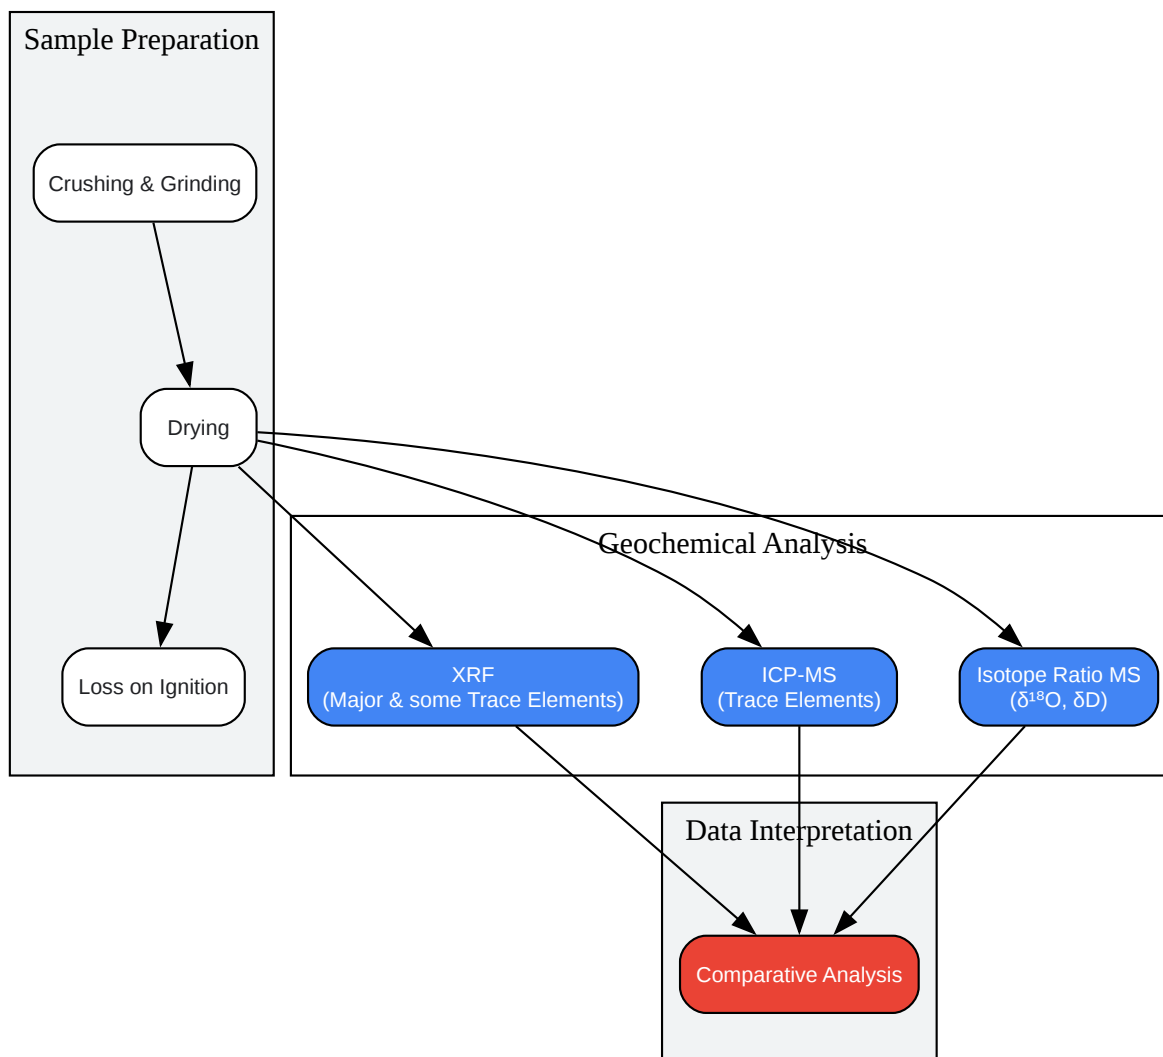 Sample Preparation
Crushing & Grinding
Drying
Loss on Ignition
Geochemical Analysis
XRF
(Major & some Trace Elements)
ICP-MS
(Trace Elements)
Isotope Ratio MS
(δ¹⁸O, δD)
Data Interpretation
Comparative Analysis